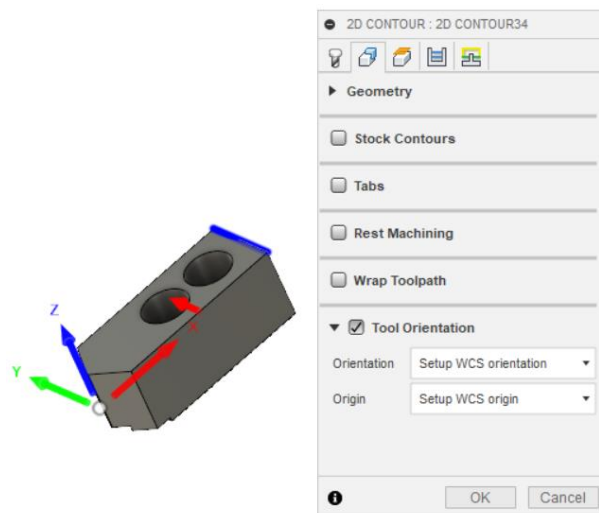 2D CONTOUR : 2D CONTOUR34
Geometry
Stock Contours
Tabs
Rest Machining
Wrap Toolpath
Tool Orientation
Orientation Setup WCS orientation
Origin Setup WCS origin
OK Cancel
Z
Y
X